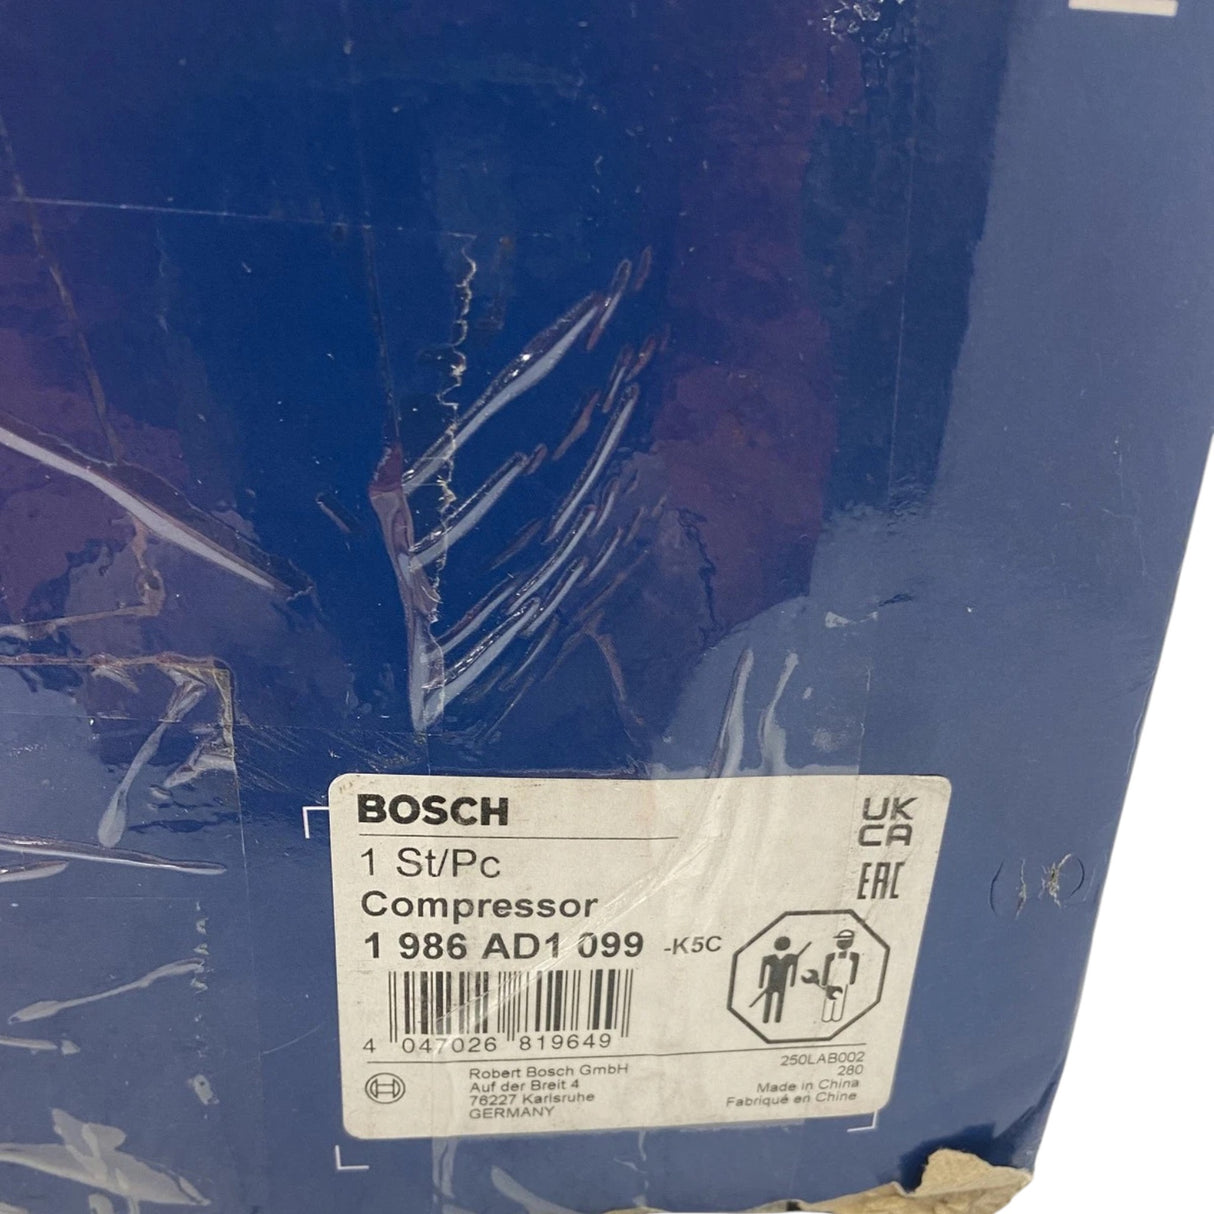 BOSCH
UK
CA
1 St/Pc
EAC
Compressor
1 986 AD1 099 -K5C
4 047026 819649
Robert Bosch GmbH
Auf der Breit 4
76227 Karlsruhe
GERMANY
250LAB002
280
Made in China
Fabriqué en Chine